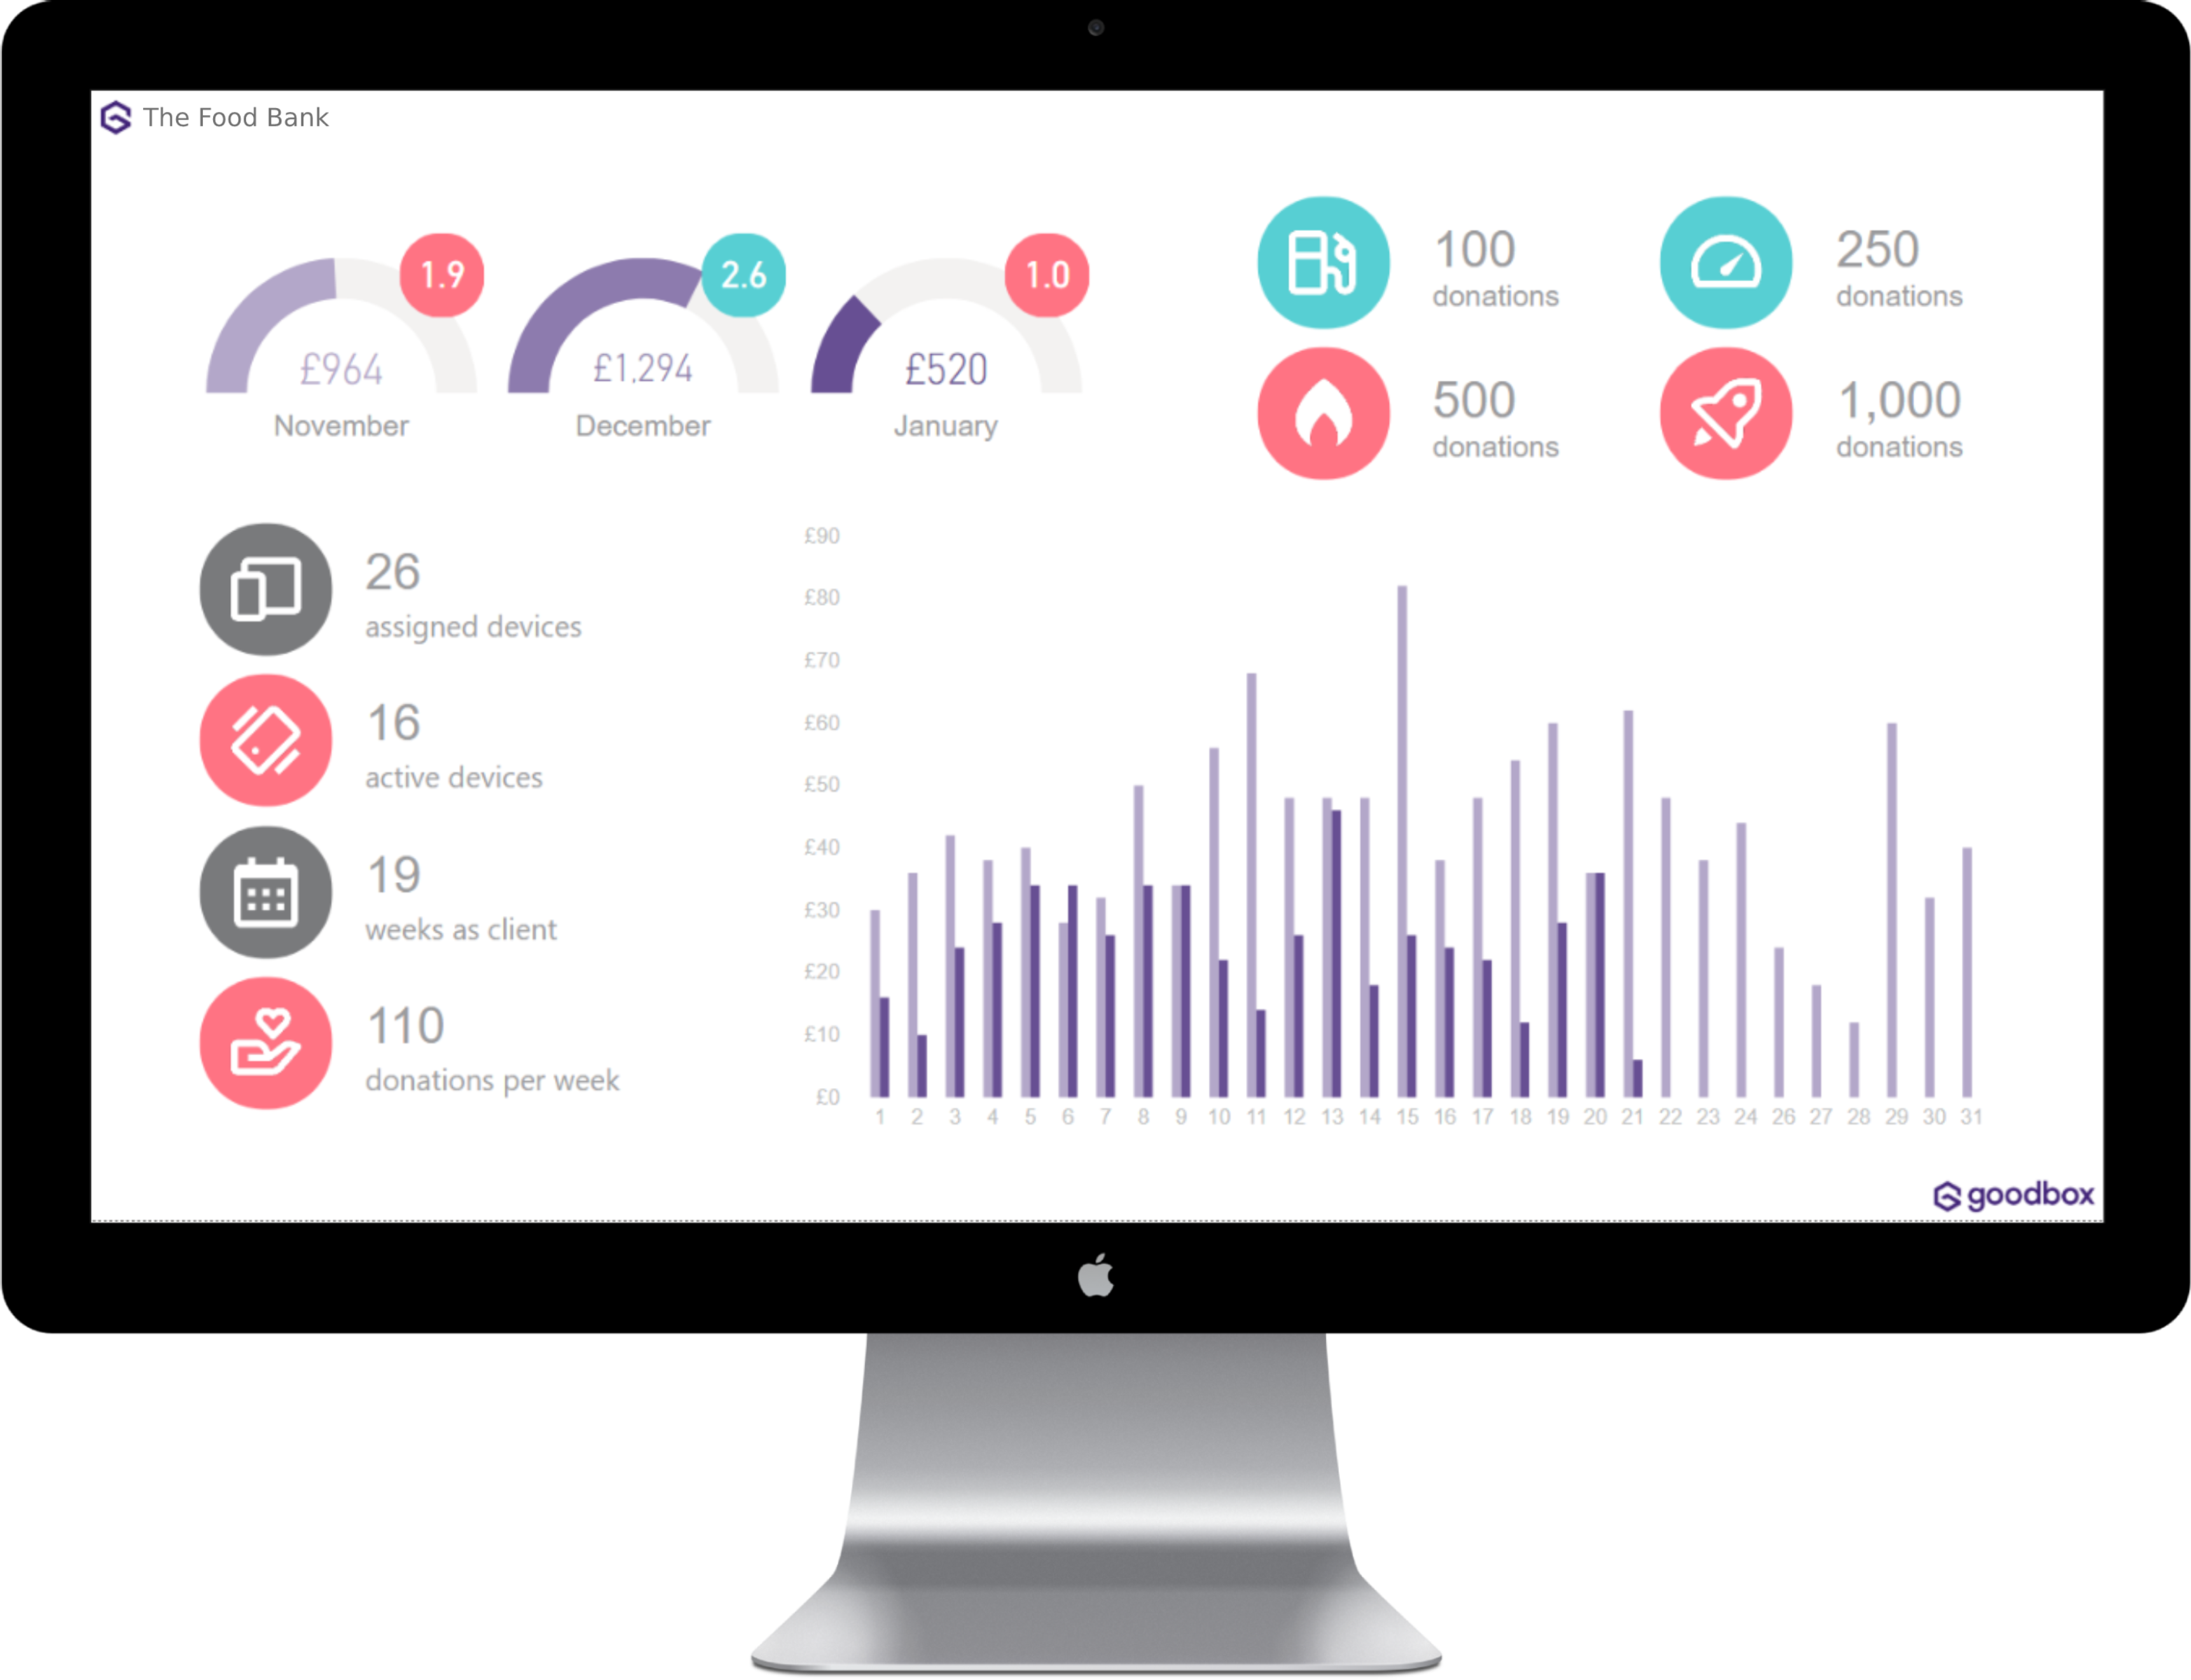 The Food Bank
1.9
2.6
1.0
£964
£1,294
£520
November
December
January
100
donations
250
donations
500
donations
1,000
donations
26
assigned devices
16
active devices
19
weeks as client
110
donations per week
£90
£80
£70
£60
£50
£40
£30
£20
£10
£0
1 2 3 4 5 6 7 8 9 10 11 12 13 14 15 16 17 18 19 20 21 22 23 24 26 27 28 29 30 31
goodbox